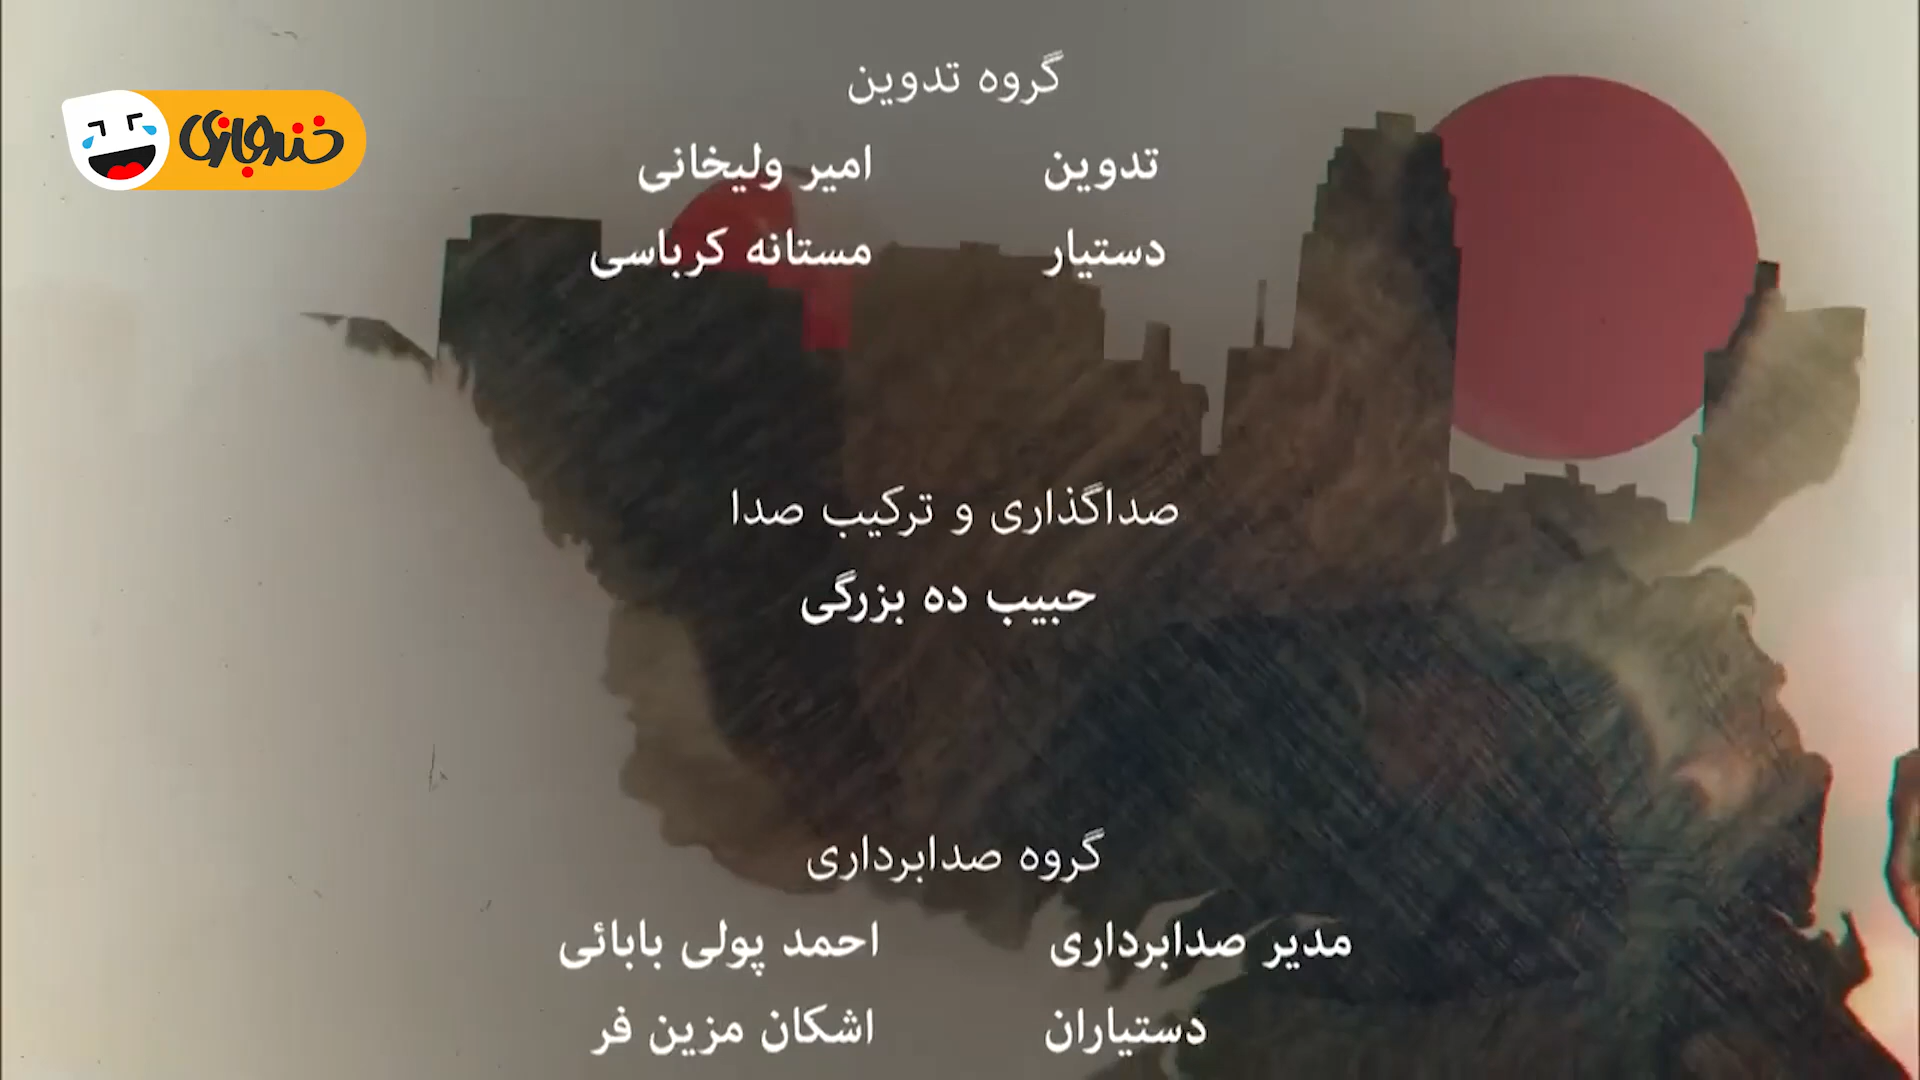 خندوبازی
گروه تدوین
تدوین امیر ولیخانی
دستیار مستانه کرباسی
صداگذاری و ترکیب صدا
حبیب ده بزرگی
گروه صدابرداری
مدیر صدابرداری احمد پولی بابائی
دستیاران اشکان مزین فر